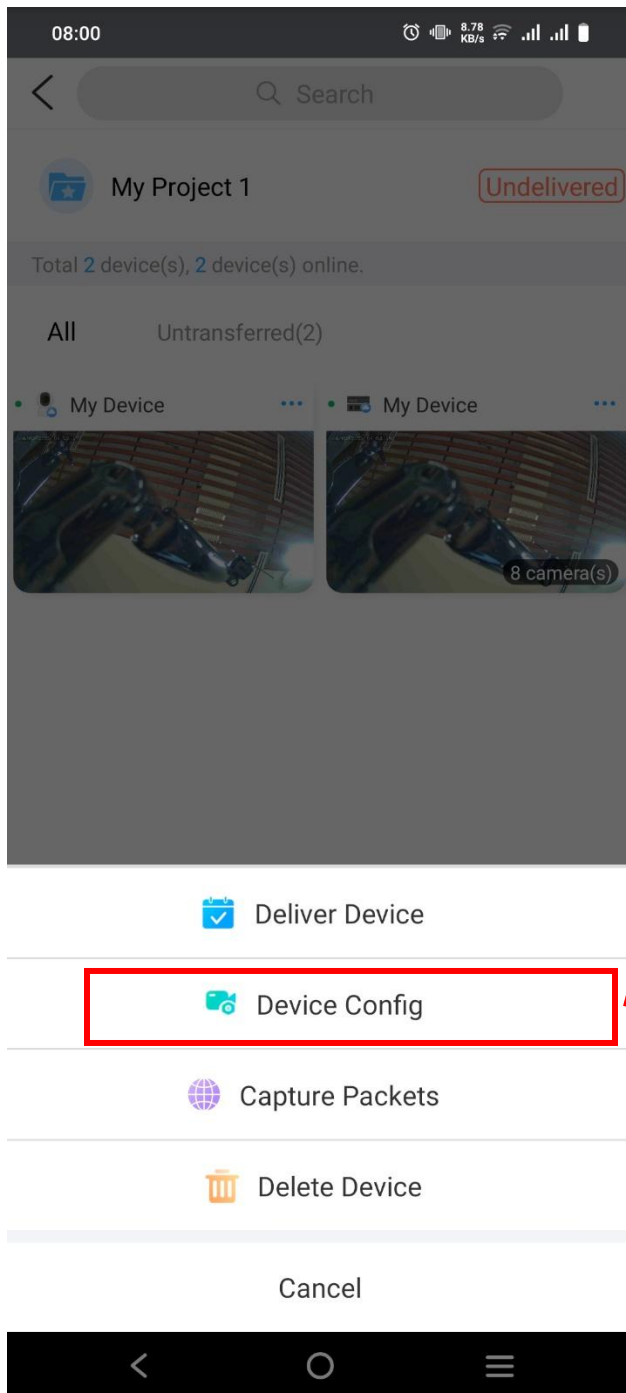 08:00 8.78 KB/s
Search
My Project 1 Undelivered
Total 2 device(s), 2 device(s) online.
All Untransferred(2)
My Device ... My Device ...
8 camera(s)
Deliver Device
Device Config
Capture Packets
Delete Device
Cancel